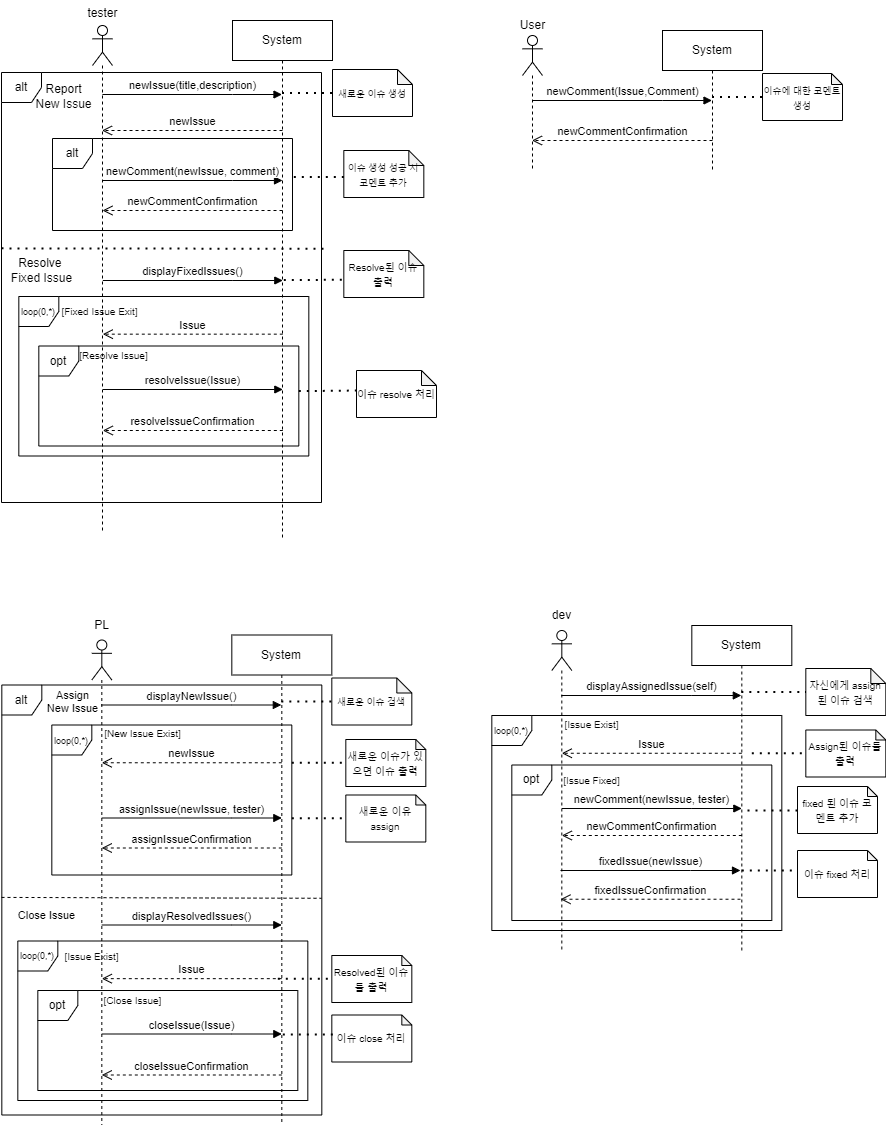 tester
System
alt
Report
New Issue
newIssue(title,description)
새로운 이슈 생성
newIssue
alt
newComment(newIssue, comment)
이슈 생성 성공 시
코멘트 추가
newCommentConfirmation
Resolve
Fixed Issue
displayFixedIssues()
Resolve된 이슈
출력
loop(0,*)
[Fixed Issue Exit]
Issue
opt
[Resolve Issue]
resolveIssue(Issue)
이슈 resolve 처리
resolveIssueConfirmation
User
System
newComment(Issue,Comment)
이슈에 대한 코멘트
생성
newCommentConfirmation
PL
System
alt
Assign
New Issue
displayNewIssue()
새로운 이슈 검색
loop(0,*)
[New Issue Exist]
newIssue
새로운 이슈가 있
으면 이슈 출력
assignIssue(newIssue, tester)
새로운 이유
assign
assignIssueConfirmation
Close Issue
displayResolvedIssues()
loop(0,*)
[Issue Exist]
Issue
Resolved된 이슈
들 출력
opt
[Close Issue]
closeIssue(Issue)
이슈 close 처리
closeIssueConfirmation
dev
System
displayAssignedIssue(self)
자신에게 assign
된 이슈 검색
loop(0,*)
[Issue Exist]
Issue
Assign된 이슈들
출력
opt
[Issue Fixed]
newComment(newIssue, tester)
fixed 된 이슈 코
멘트 추가
newCommentConfirmation
fixedIssue(newIssue)
이슈 fixed 처리
fixedIssueConfirmation